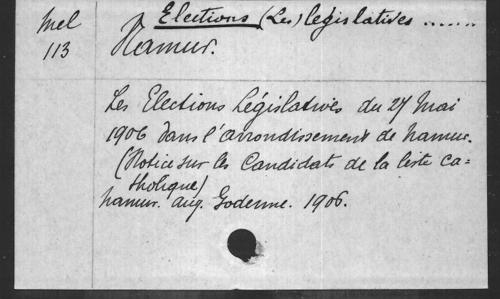 Mel Elections (Les) législatives ......
113 Namur.
Les Elections Législatives du 27 Mai
1906 dans l'arrondissement de Namur.
(Notice sur les Candidats de la liste ca-
tholique)
Namur. Aug. Godenne. 1906.